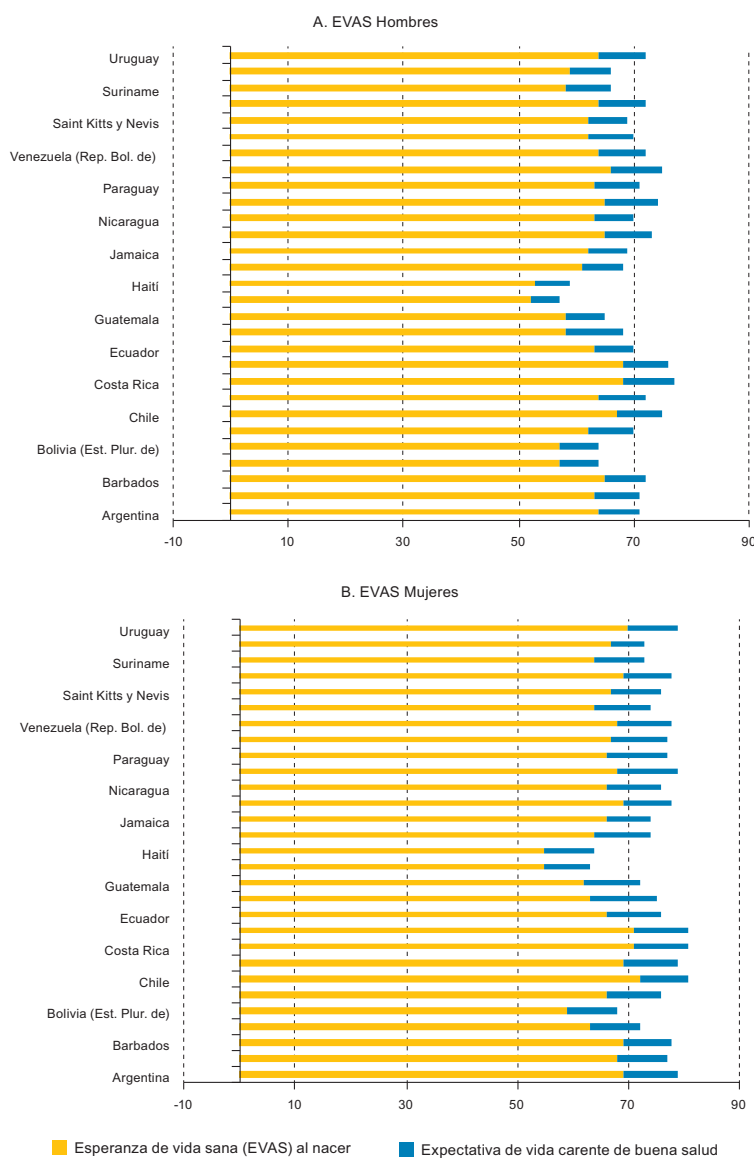 A. EVAS Hombres
Uruguay
Suriname
Saint Kitts y Nevis
Venezuela (Rep. Bol. de)
Paraguay
Nicaragua
Jamaica
Haití
Guatemala
Ecuador
Costa Rica
Chile
Bolivia (Est. Plur. de)
Barbados
Argentina
-10 10 30 50 70 90
B. EVAS Mujeres
Uruguay
Suriname
Saint Kitts y Nevis
Venezuela (Rep. Bol. de)
Paraguay
Nicaragua
Jamaica
Haití
Guatemala
Ecuador
Costa Rica
Chile
Bolivia (Est. Plur. de)
Barbados
Argentina
-10 10 30 50 70 90
Esperanza de vida sana (EVAS) al nacer Expectativa de vida carente de buena salud